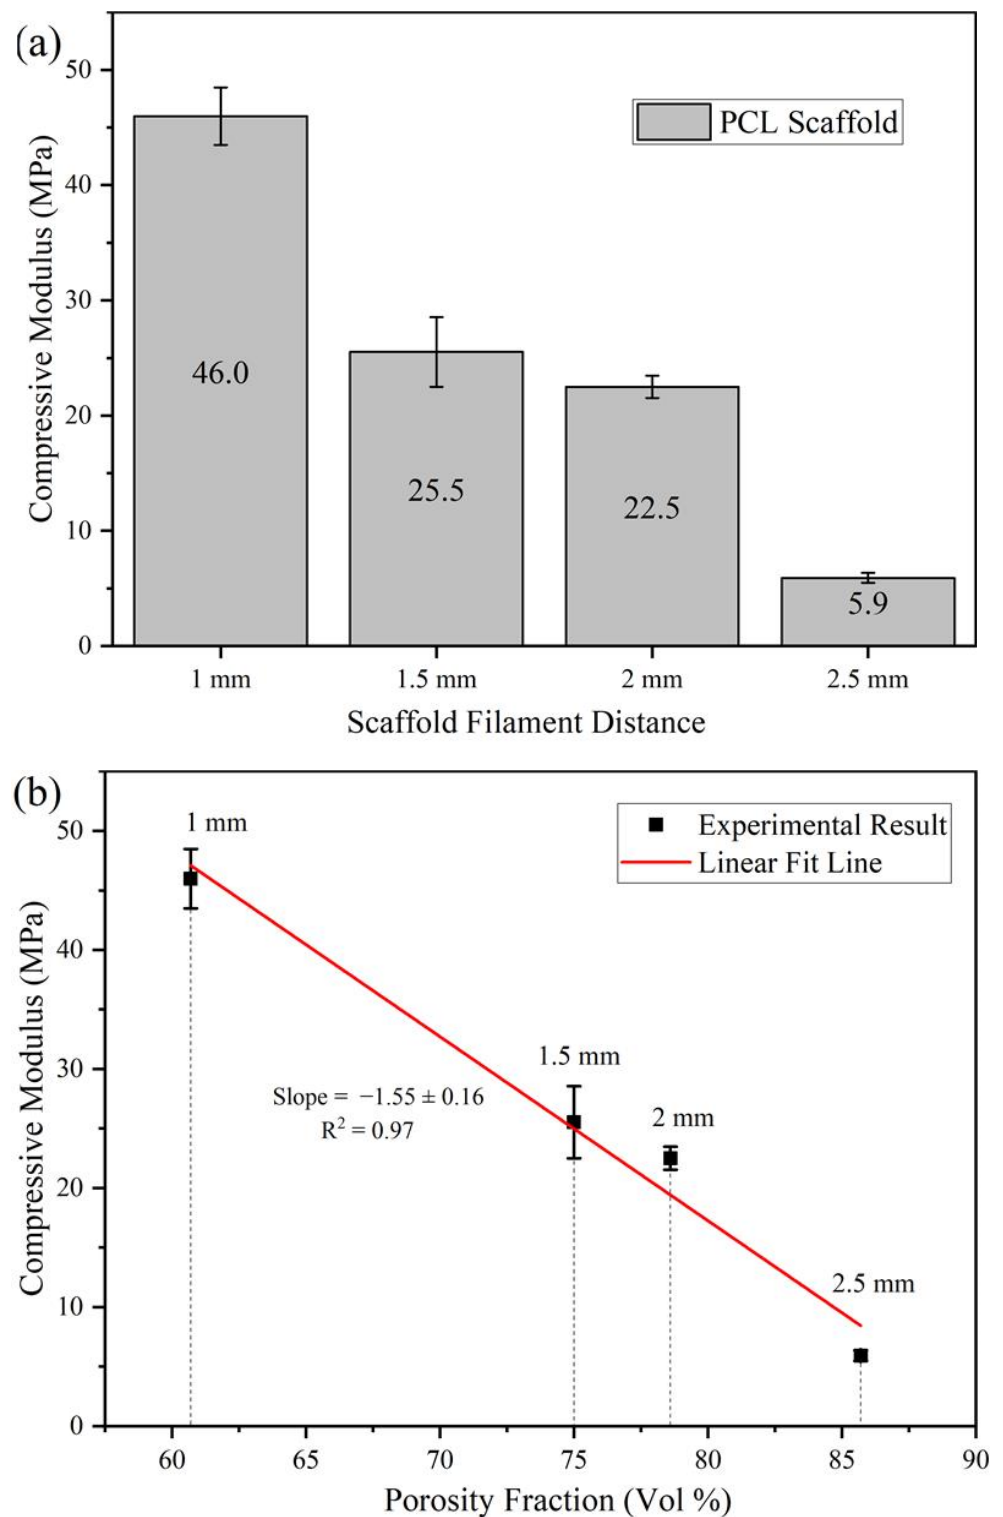 (a)
50
40
30
20
10
0
Compressive Modulus (MPa)
PCL Scaffold
46.0
25.5
22.5
5.9
1 mm
1.5 mm
2 mm
2.5 mm
Scaffold Filament Distance
(b)
50
40
30
20
10
0
Compressive Modulus (MPa)
Experimental Result
Linear Fit Line
1 mm
1.5 mm
2 mm
2.5 mm
Slope = −1.55 ± 0.16
R² = 0.97
60
65
70
75
80
85
90
Porosity Fraction (Vol %)